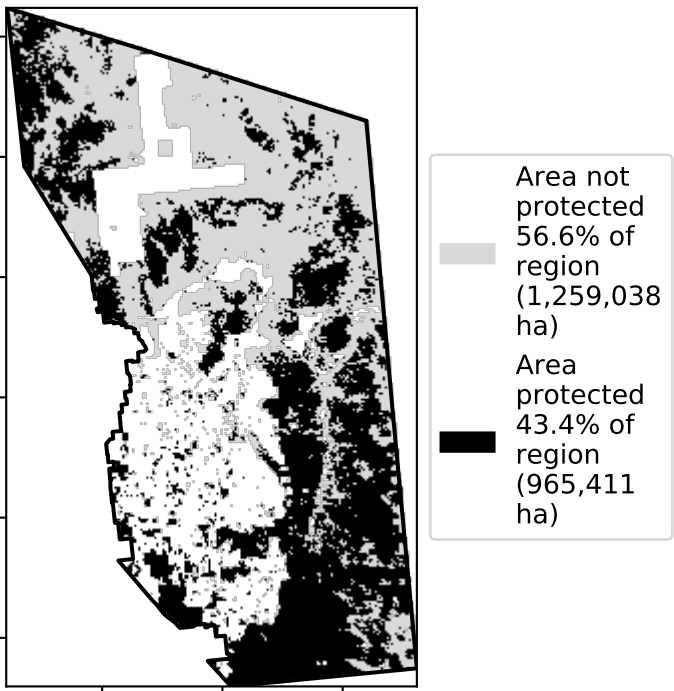 Area not
protected
56.6% of
region
(1,259,038
ha)
Area
protected
43.4% of
region
(965,411
ha)